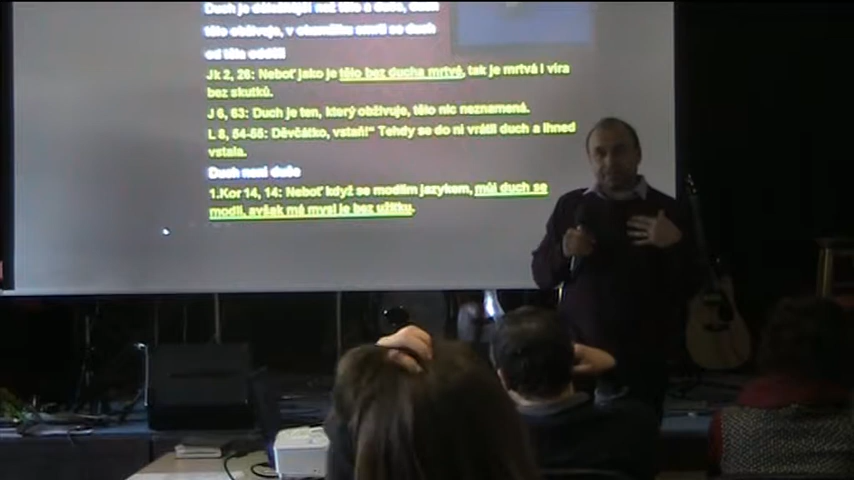 Duch je důležitější než tělo a duše, duch
tělo obživuje, v okamžiku smrti se duch
od těla oddělí
Jk 2, 26: Neboť jako je tělo bez ducha mrtvé, tak je mrtvá i víra
bez skutků.
J 6, 63: Duch je ten, který obživuje, tělo nic neznamená.
L 8, 54-55: Děvčátko, vstaň!“ Tehdy se do ní vrátil duch a ihned
vstala.
Duch není duše
1.Kor 14, 14: Neboť když se modlím jazykem, můj duch se
modlí, avšak má mysl je bez užitku.